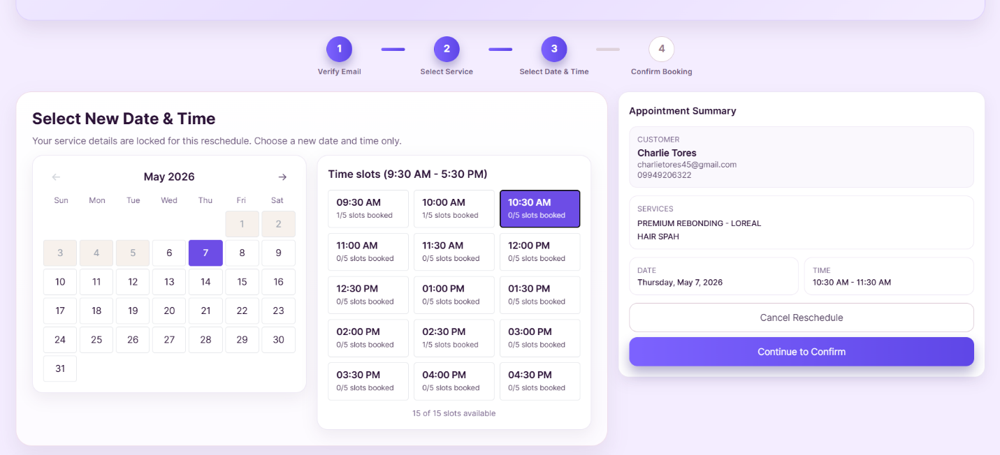 1
2
3
4
Verify Email
Select Service
Select Date & Time
Confirm Booking
Select New Date & Time
Your service details are locked for this reschedule. Choose a new date and time only.
← May 2026 →
Sun Mon Tue Wed Thu Fri Sat
1 2
3 4 5 6 7 8 9
10 11 12 13 14 15 16
17 18 19 20 21 22 23
24 25 26 27 28 29 30
31
Time slots (9:30 AM - 5:30 PM)
09:30 AM
1/5 slots booked
10:00 AM
1/5 slots booked
10:30 AM
0/5 slots booked
11:00 AM
0/5 slots booked
11:30 AM
0/5 slots booked
12:00 PM
0/5 slots booked
12:30 PM
0/5 slots booked
01:00 PM
0/5 slots booked
01:30 PM
0/5 slots booked
02:00 PM
0/5 slots booked
02:30 PM
1/5 slots booked
03:00 PM
0/5 slots booked
03:30 PM
0/5 slots booked
04:00 PM
0/5 slots booked
04:30 PM
0/5 slots booked
15 of 15 slots available
Appointment Summary
CUSTOMER
Charlie Tores
charlietores45@gmail.com
09949206322
SERVICES
PREMIUM REBONDING - LOREAL
HAIR SPAH
DATE
Thursday, May 7, 2026
TIME
10:30 AM - 11:30 AM
Cancel Reschedule
Continue to Confirm